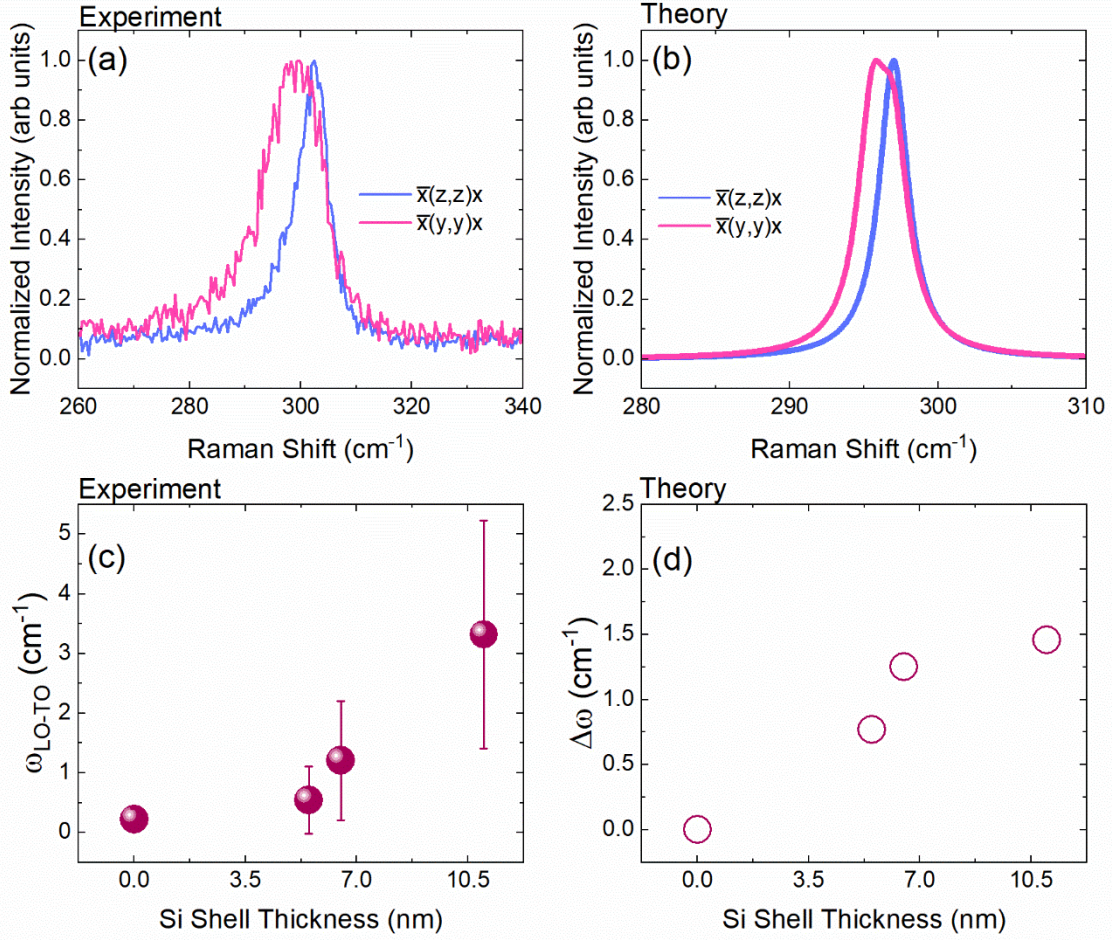 Experiment
(a)
Normalized Intensity (arb units)
1.0
0.8
0.6
0.4
0.2
0.0
x̅(z,z)x
x̅(y,y)x
260 280 300 320 340
Raman Shift (cm⁻¹)
Theory
(b)
Normalized Intensity (arb units)
1.0
0.8
0.6
0.4
0.2
0.0
x̅(z,z)x
x̅(y,y)x
280 290 300 310
Raman Shift (cm⁻¹)
Experiment
(c)
ω_LO-TO (cm⁻¹)
5
4
3
2
1
0
0.0 3.5 7.0 10.5
Si Shell Thickness (nm)
Theory
(d)
Δω (cm⁻¹)
2.5
2.0
1.5
1.0
0.5
0.0
0.0 3.5 7.0 10.5
Si Shell Thickness (nm)